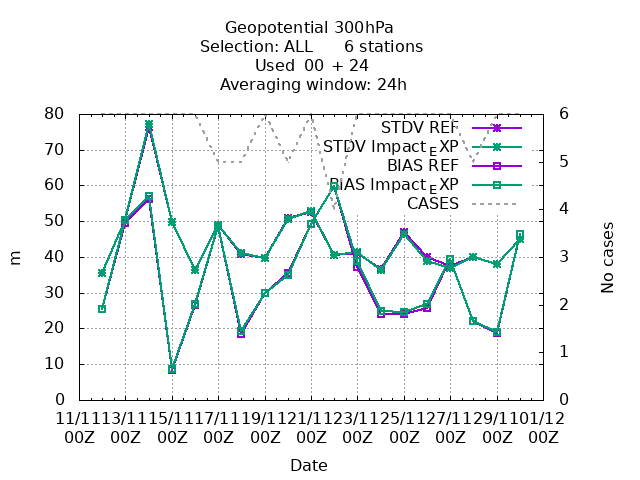 Geopotential 300hPa
Selection: ALL 6 stations
Used 00 + 24
Averaging window: 24h
80
70
60
50
40
30
20
10
0
m
6
5
4
3
2
1
0
No cases
STDV REF
STDV Impact_EXP
BIAS REF
BIAS Impact_EXP
CASES
11/11 13/11 15/11 17/11 19/11 21/11 23/11 25/11 27/11 29/11 01/12
00Z 00Z 00Z 00Z 00Z 00Z 00Z 00Z 00Z 00Z 00Z
Date